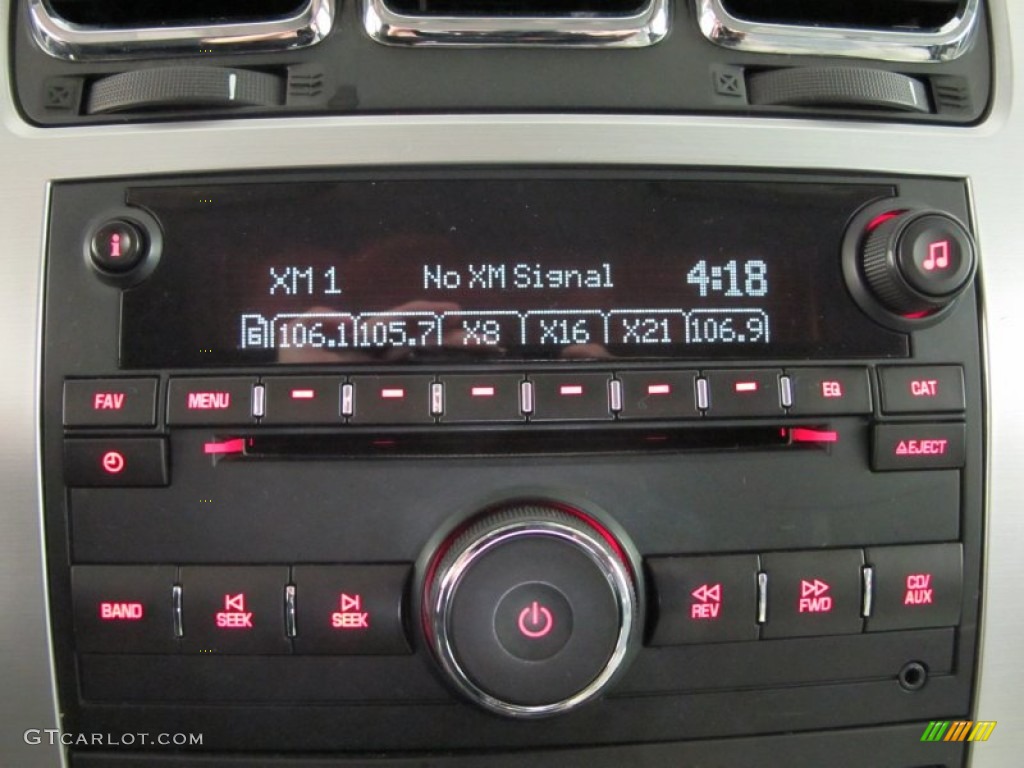 i
XM 1 No XM Signal 4:18
6 106.1 105.7 X8 X16 X21 106.9
FAV MENU EQ CAT
EJECT
BAND SEEK SEEK REV FWD CD/
AUX
GTCARLOT.COM